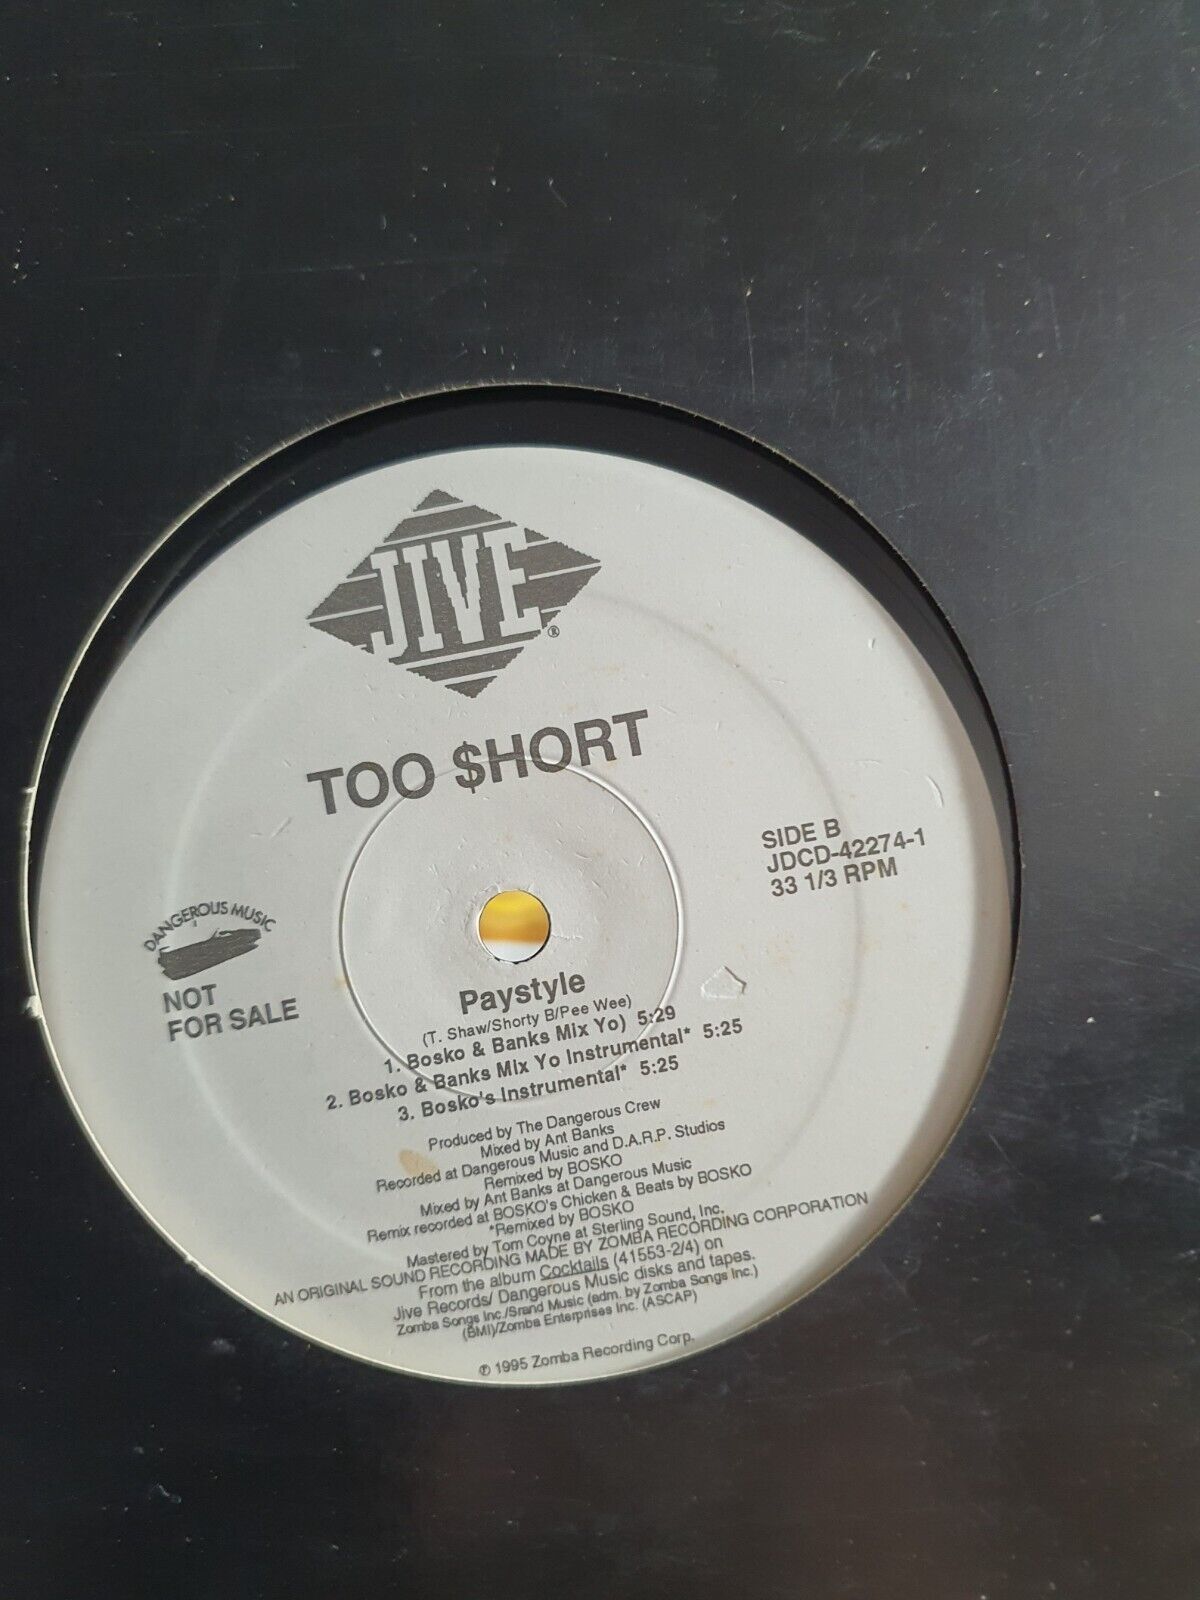 JIVE®
TOO $HORT
SIDE B
JDCD-42274-1
33 1/3 RPM
DANGEROUS MUSIC
NOT
FOR SALE
Paystyle
(T. Shaw/Shorty B/Pee Wee)
1. Bosko & Banks Mix Yo) 5:29
2. Bosko & Banks Mix Yo Instrumental* 5:25
3. Bosko's Instrumental* 5:25
Produced by The Dangerous Crew
Mixed by Ant Banks
Recorded at Dangerous Music and D.A.R.P. Studios
Remixed by BOSKO
Mixed by Ant Banks at Dangerous Music
Remix recorded at BOSKO's Chicken & Beats by BOSKO
*Remixed by BOSKO
Mastered by Tom Coyne at Sterling Sound, Inc.
AN ORIGINAL SOUND RECORDING MADE BY ZOMBA RECORDING CORPORATION
From the album Cocktails (41553-2/4) on
Jive Records/ Dangerous Music disks and tapes.
Zomba Songs Inc./Srand Music (adm. by Zomba Songs Inc.)
(BMI)/Zomba Enterprises Inc. (ASCAP)
℗ 1995 Zomba Recording Corp.